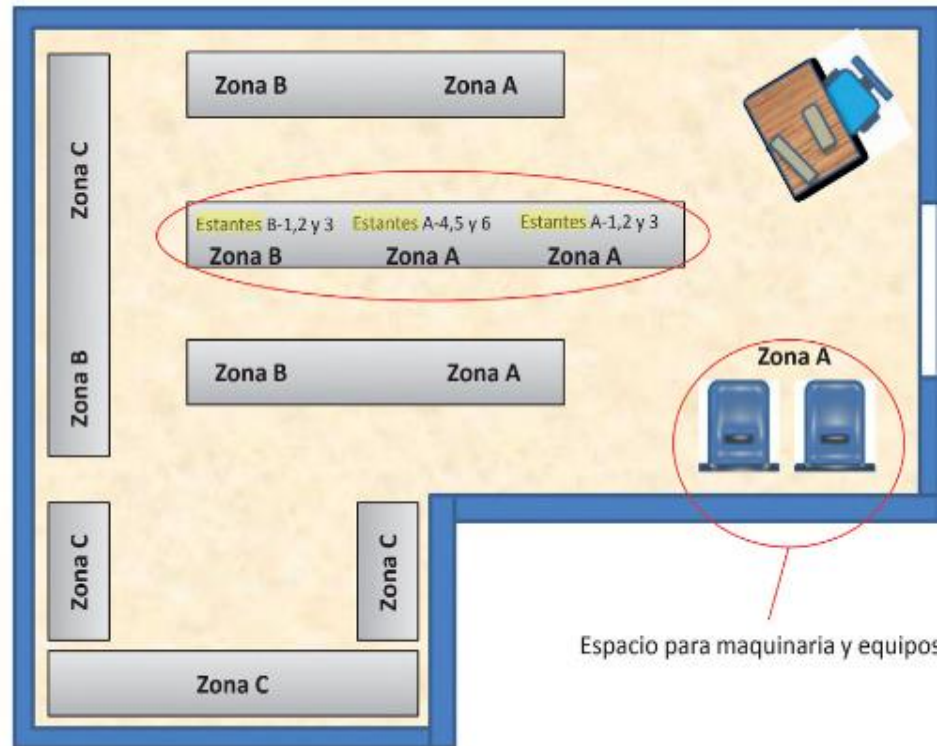 Zona B Zona A
Zona C
Estantes B-1,2 y 3 Estantes A-4,5 y 6 Estantes A-1,2 y 3
Zona B Zona A Zona A
Zona B
Zona B Zona A
Zona A
Zona C
Zona C
Zona C
Espacio para maquinaria y equipos